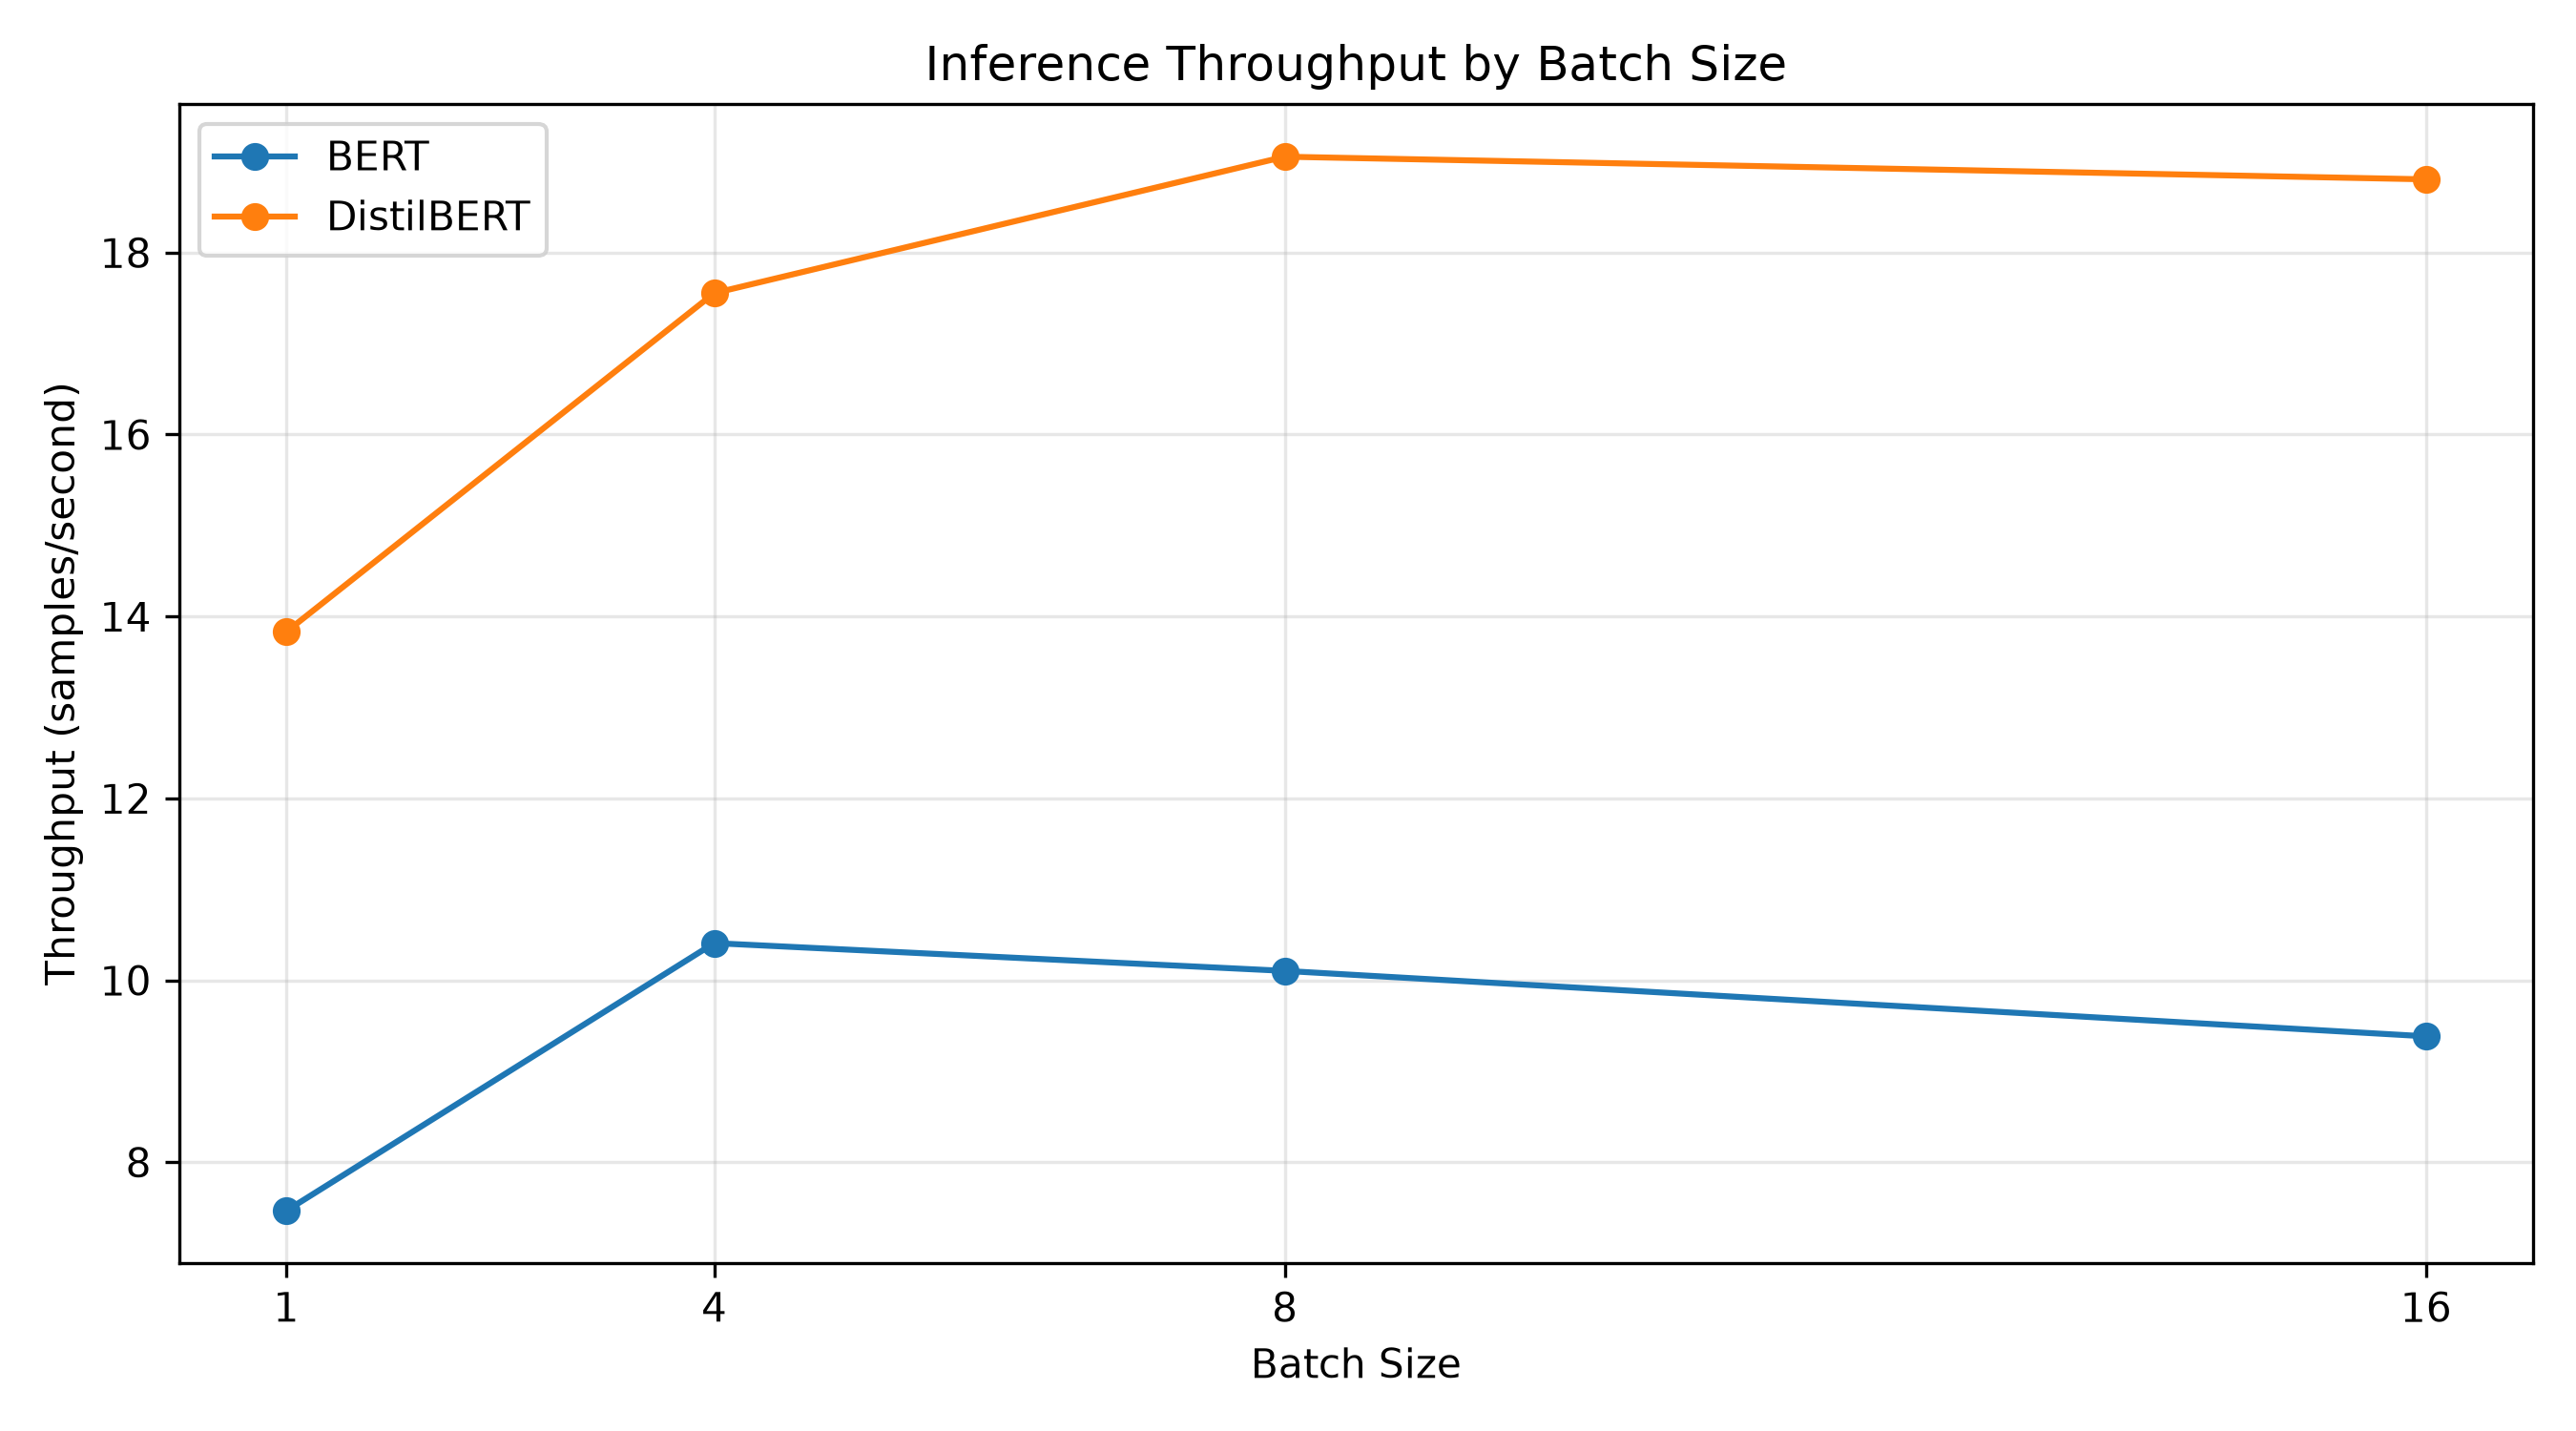 Inference Throughput by Batch Size
BERT
DistilBERT
Throughput (samples/second)
18
16
14
12
10
8
1 4 8 16
Batch Size